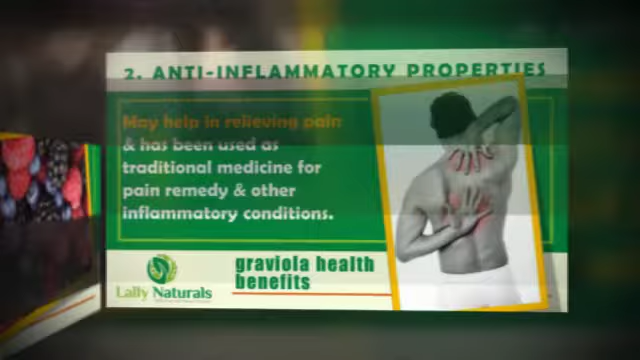 2. ANTI-INFLAMMATORY PROPERTIES
May help in relieving pain
& has been used as
traditional medicine for
pain remedy & other
inflammatory conditions.
Lally Naturals
graviola health
benefits